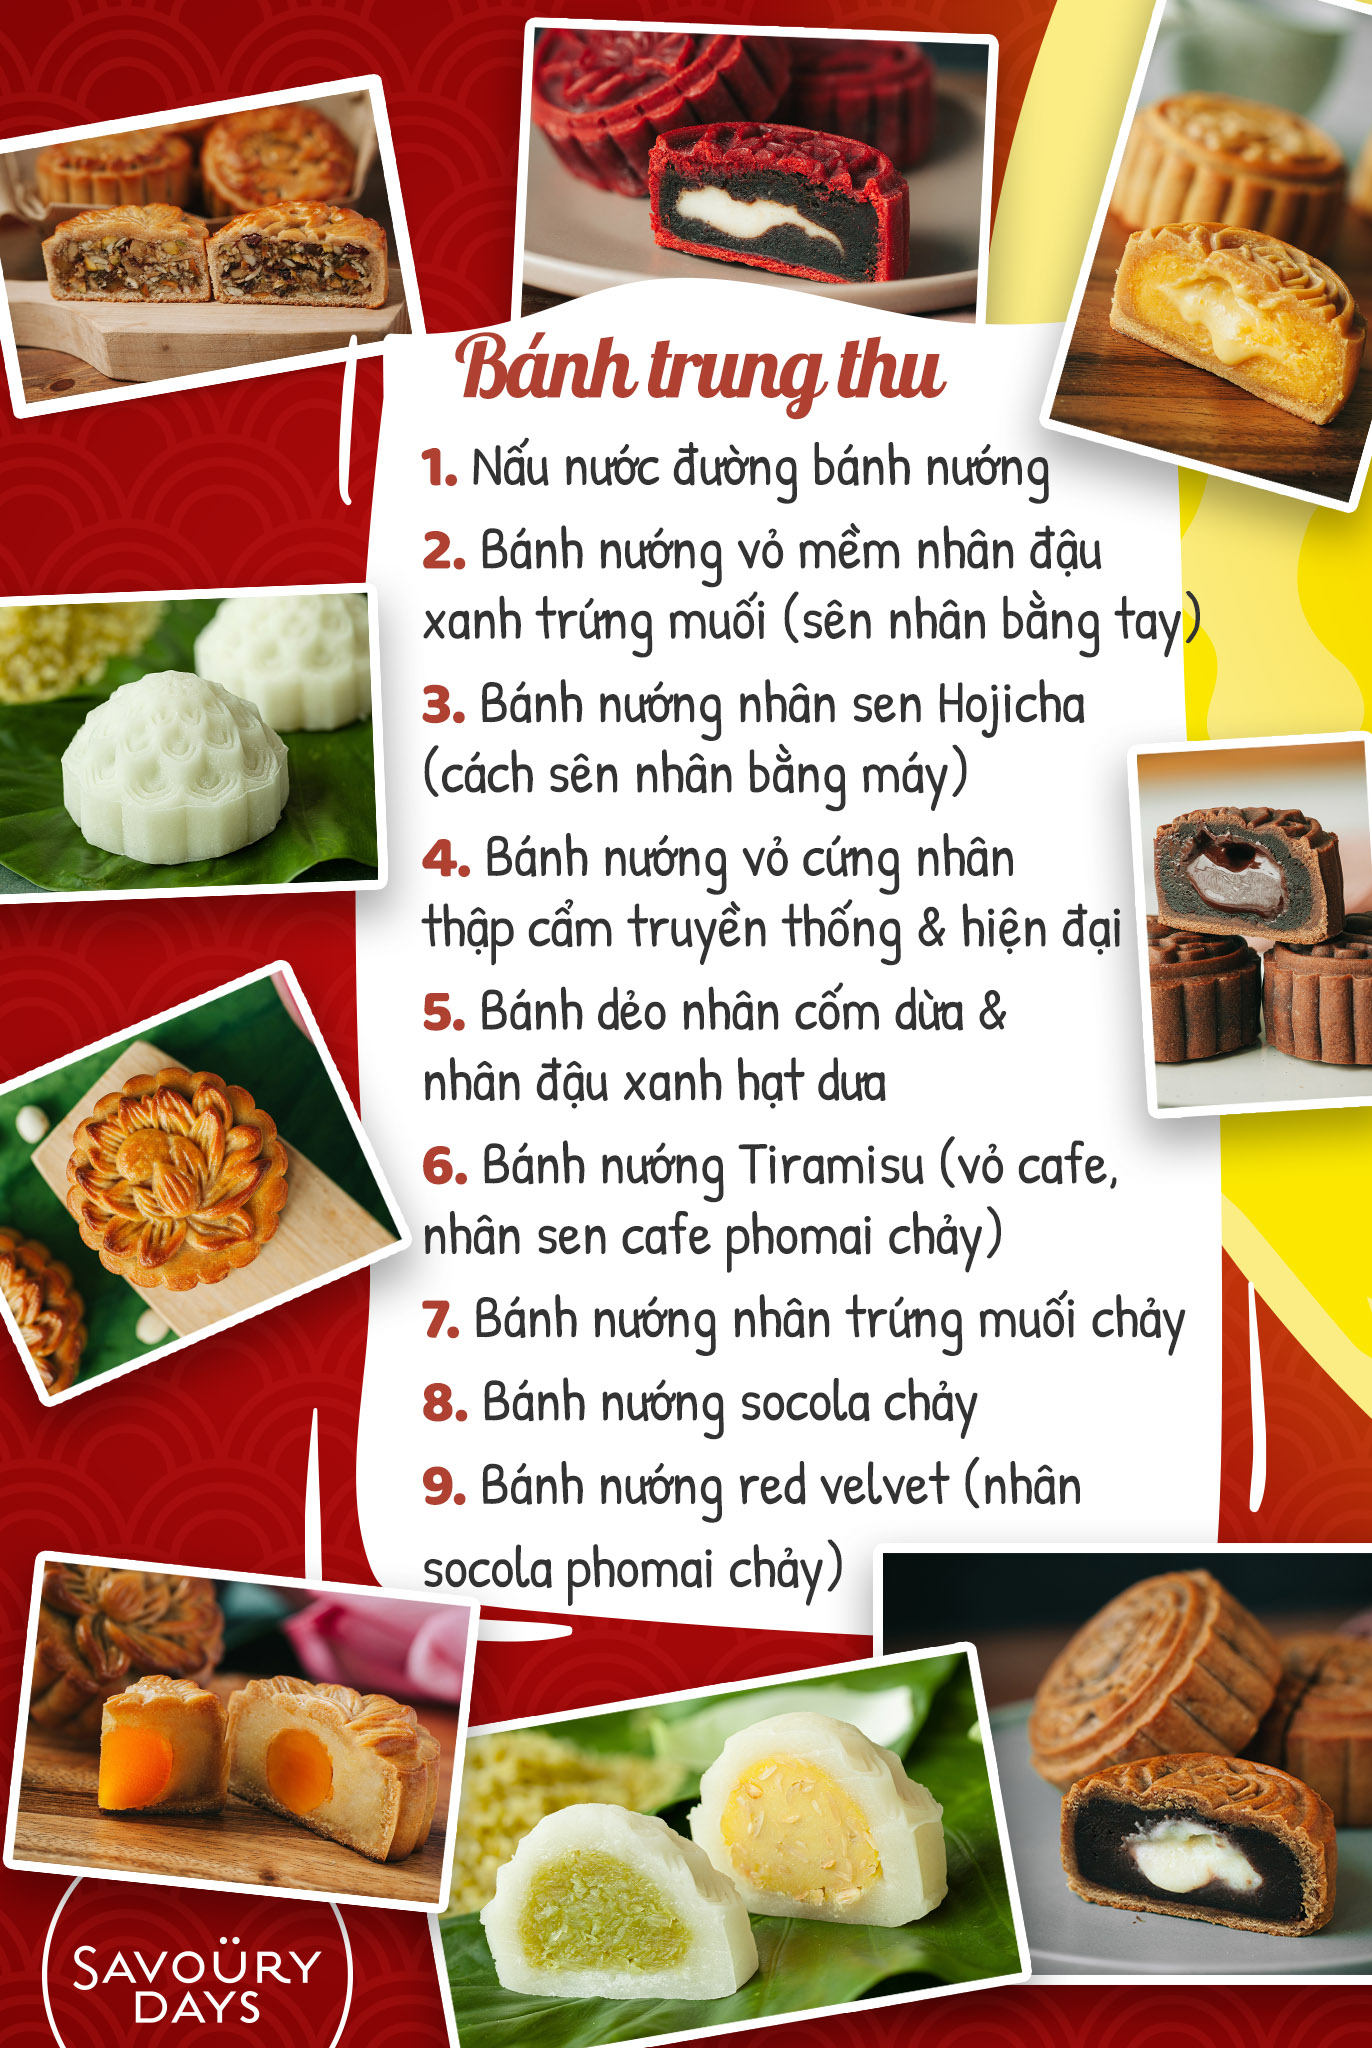 Bánh trung thu
1. Nấu nước đường bánh nướng
2. Bánh nướng vỏ mềm nhân đậu
xanh trứng muối (sên nhân bằng tay)
3. Bánh nướng nhân sen Hojicha
(cách sên nhân bằng máy)
4. Bánh nướng vỏ cứng nhân
thập cẩm truyền thống & hiện đại
5. Bánh dẻo nhân cốm dừa &
nhân đậu xanh hạt dưa
6. Bánh nướng Tiramisu (vỏ cafe,
nhân sen cafe phomai chảy)
7. Bánh nướng nhân trứng muối chảy
8. Bánh nướng socola chảy
9. Bánh nướng red velvet (nhân
socola phomai chảy)
SAVOÜRY
DAYS